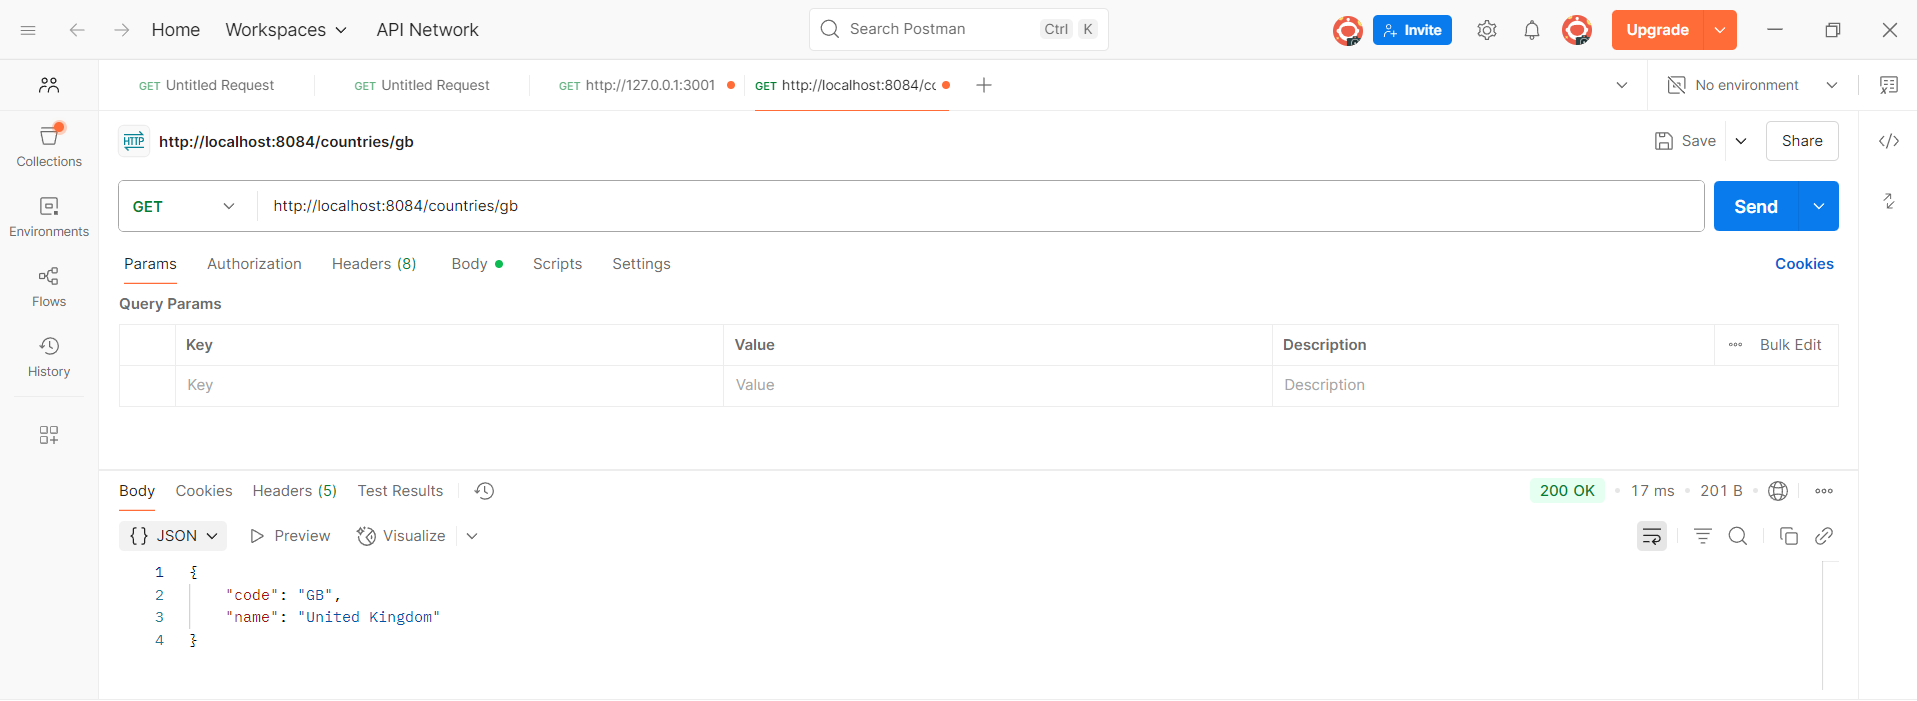 Home Workspaces API Network Search Postman Ctrl K Invite Upgrade
GET Untitled Request GET Untitled Request GET http://127.0.0.1:3001 GET http://localhost:8084/cc No environment
HTTP http://localhost:8084/countries/gb Save Share
Collections
GET http://localhost:8084/countries/gb Send
Environments
Params Authorization Headers (8) Body Scripts Settings Cookies
Flows
Query Params
Key Value Description Bulk Edit
History
Key Value Description
Body Cookies Headers (5) Test Results 200 OK 17 ms 201 B
{} JSON Preview Visualize
1 {
2 "code": "GB",
3 "name": "United Kingdom"
4 }